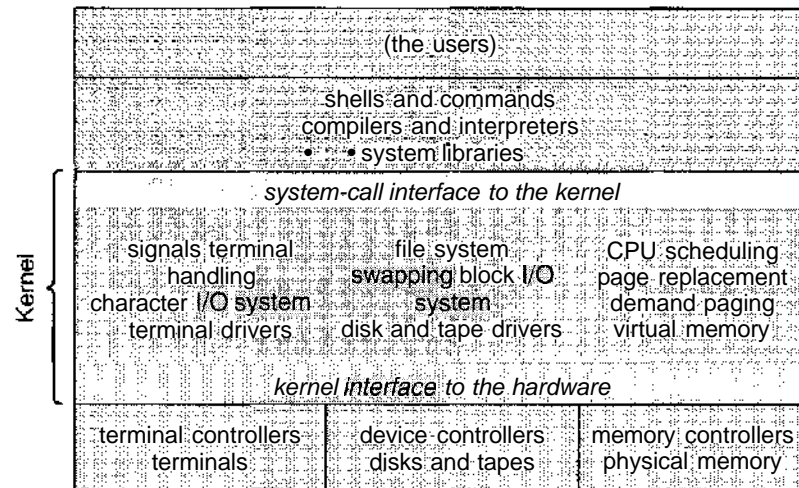 (the users)
shells and commands
compilers and interpreters
• • system libraries
Kernel
system-call interface to the kernel
signals terminal
handling
character I/O system
terminal drivers
file system
swapping block I/O
system
disk and tape drivers
CPU scheduling
page replacement
demand paging
virtual memory
kernel interface to the hardware
terminal controllers
terminals
device controllers
disks and tapes
memory controllers
physical memory